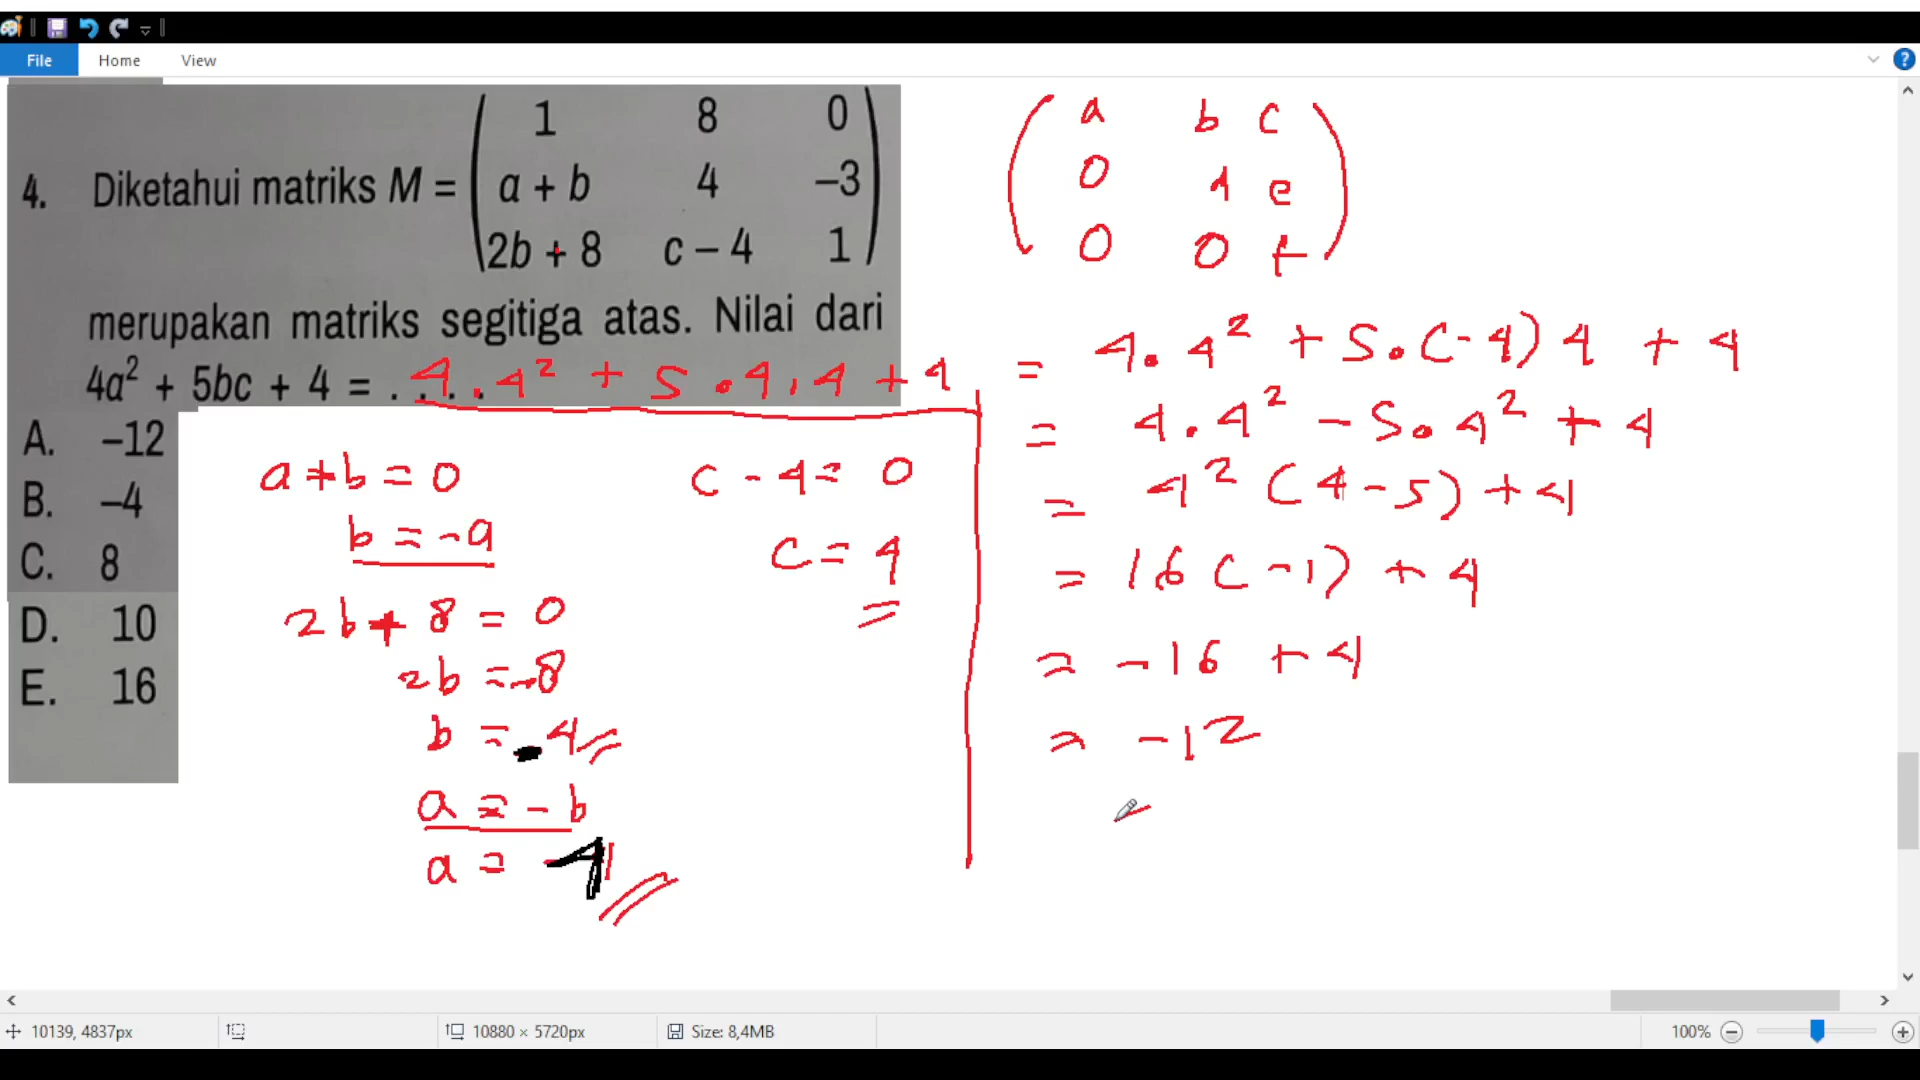 File Home View
4. Diketahui matriks M = ( 1 8 0
a + b 4 −3
2b + 8 c − 4 1 )
merupakan matriks segitiga atas. Nilai dari
4a² + 5bc + 4 = . . . .
4.4² + 5.4.4 + 4
A. −12
B. −4
C. 8
D. 10
E. 16
a + b = 0
b = -a
2b + 8 = 0
2b = -8
b = -4
a = - b
a = 4
c - 4 = 0
c = 4
( a b c
0 d e
0 0 f )
= 4.4² + 5.(-4)4 + 4
= 4.4² - 5.4² + 4
= 4² (4 - 5) + 4
= 16 (-1) + 4
= -16 + 4
= -12
10139, 4837px 10880 × 5720px Size: 8,4MB 100%